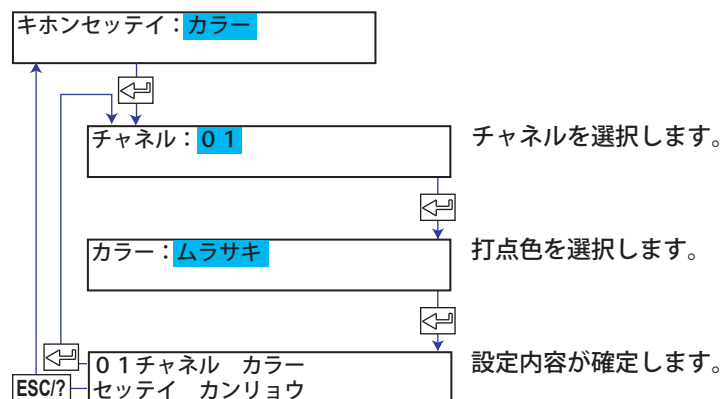 キホンセッテイ：カラー
チャネル：０１
チャネルを選択します。
カラー：ムラサキ
打点色を選択します。
０１チャネル　カラー
セッテイ　カンリョウ
設定内容が確定します。
ESC/?